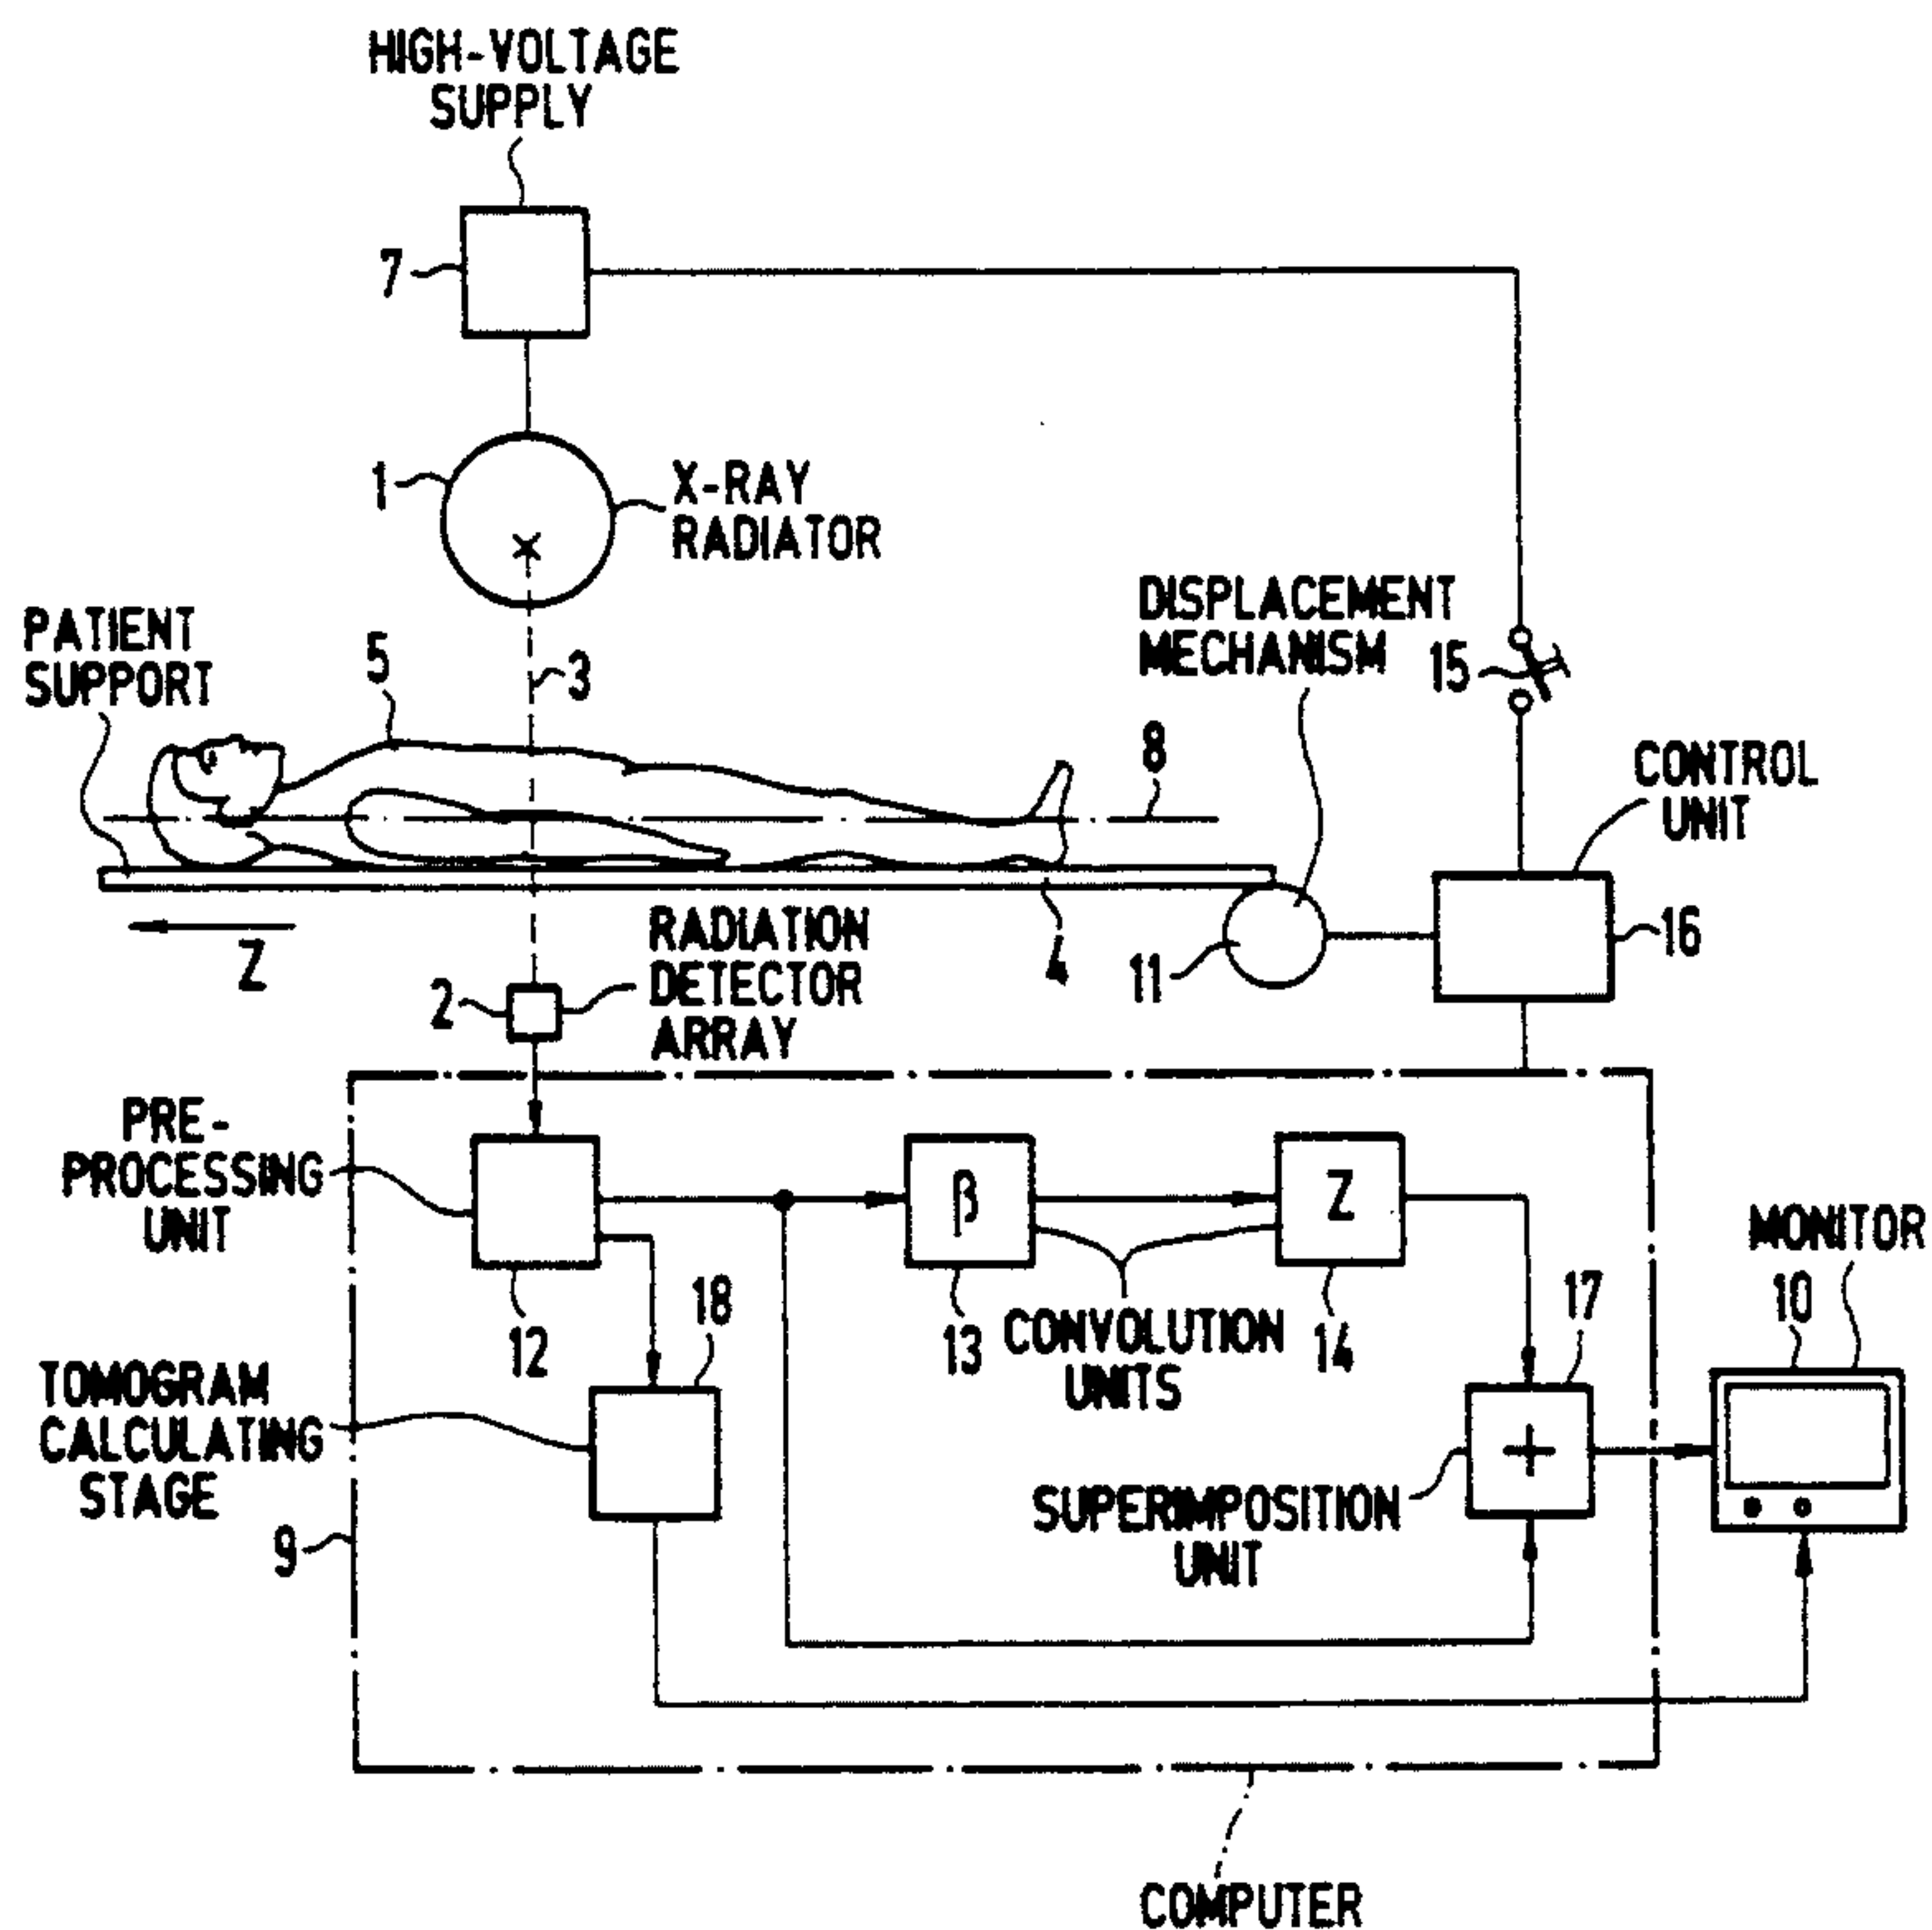 HIGH-VOLTAGE
SUPPLY
7
1
X-RAY
RADIATOR
PATIENT
SUPPORT
5
3
DISPLACEMENT
MECHANISM
15
8
CONTROL
UNIT
Z
RADIATION
DETECTOR
ARRAY
4
11
16
2
PRE-
PROCESSING
UNIT
β
Z
MONITOR
12
18
13
CONVOLUTION
UNITS
14
17
10
TOMOGRAM
CALCULATING
STAGE
+
SUPERIMPOSITION
UNIT
9
COMPUTER